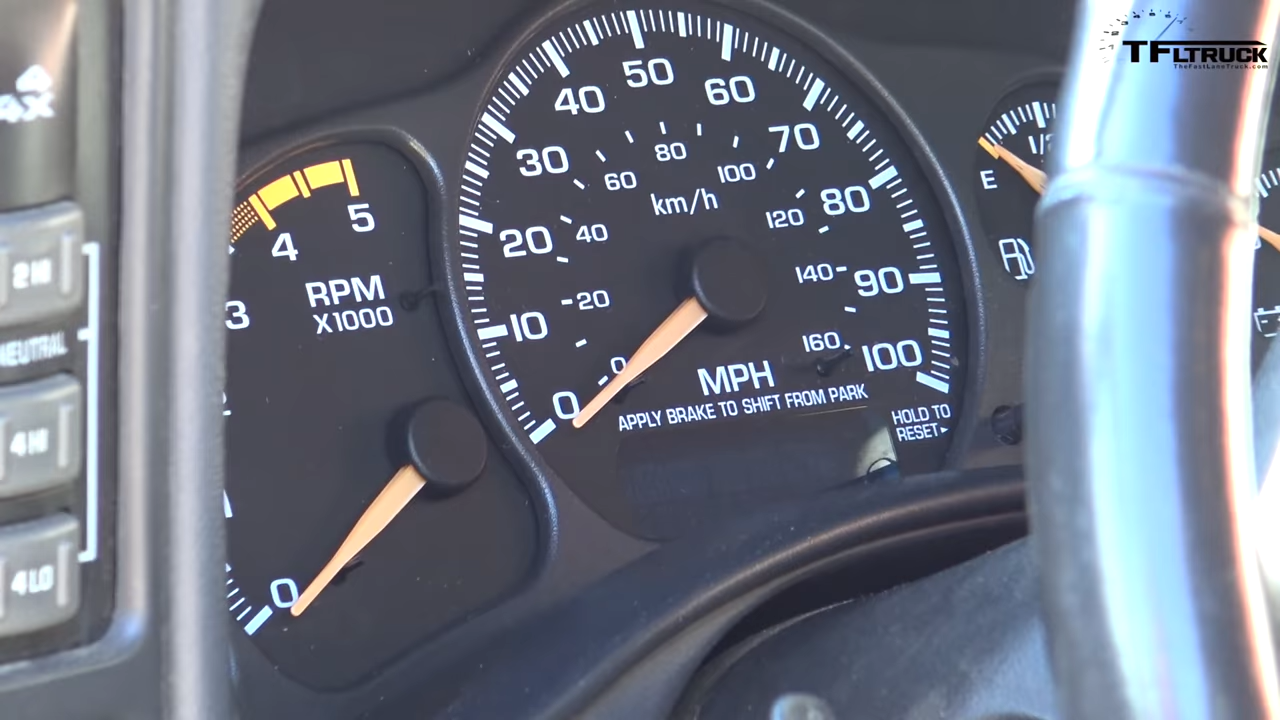 TFLTRUCK
TheFastLaneTruck.com
4X
2HI
NEUTRAL
4HI
4LO
0
3
4
5
RPM
X1000
0
10
20
30
40
50
60
70
80
90
100
0
20
40
60
80
100
120
140
160
km/h
MPH
APPLY BRAKE TO SHIFT FROM PARK
HOLD TO
RESET
E